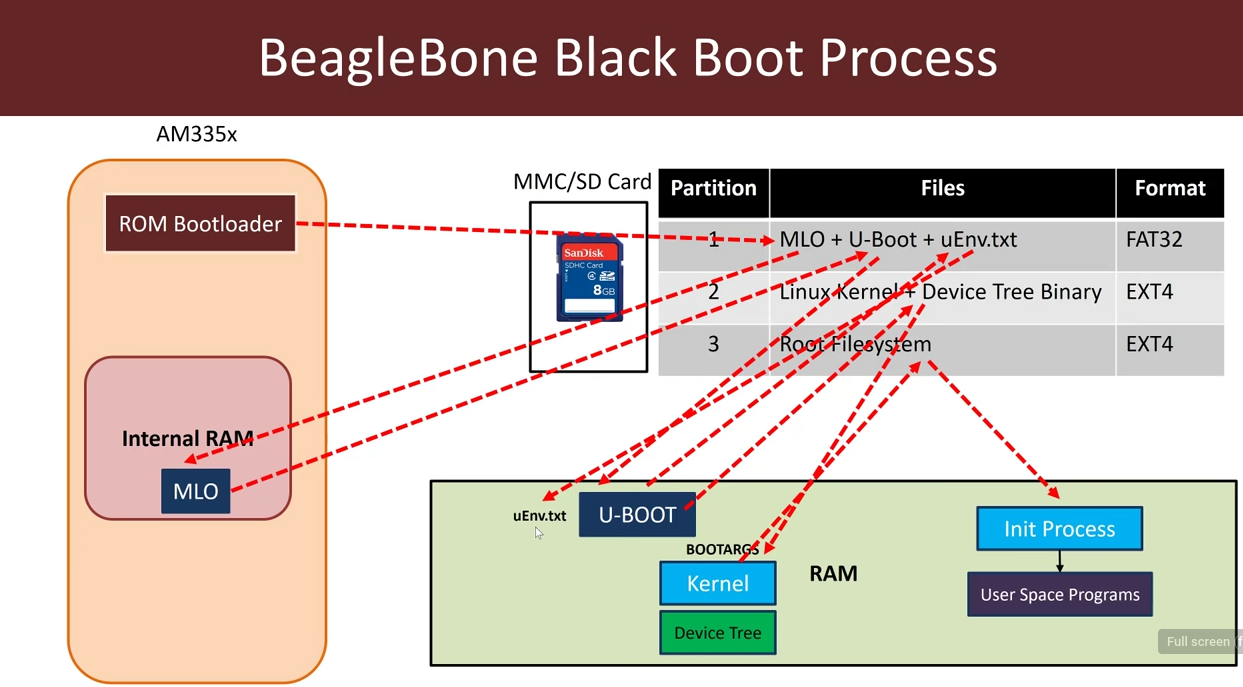 BeagleBone Black Boot Process
AM335x
ROM Bootloader
Internal RAM
MLO
MMC/SD Card
SanDisk
SDHC Card
4
8GB
Partition Files Format
1 MLO + U-Boot + uEnv.txt FAT32
2 Linux Kernel + Device Tree Binary EXT4
3 Root Filesystem EXT4
uEnv.txt
U-BOOT
BOOTARGS
Kernel
Device Tree
RAM
Init Process
User Space Programs
Full screen (f